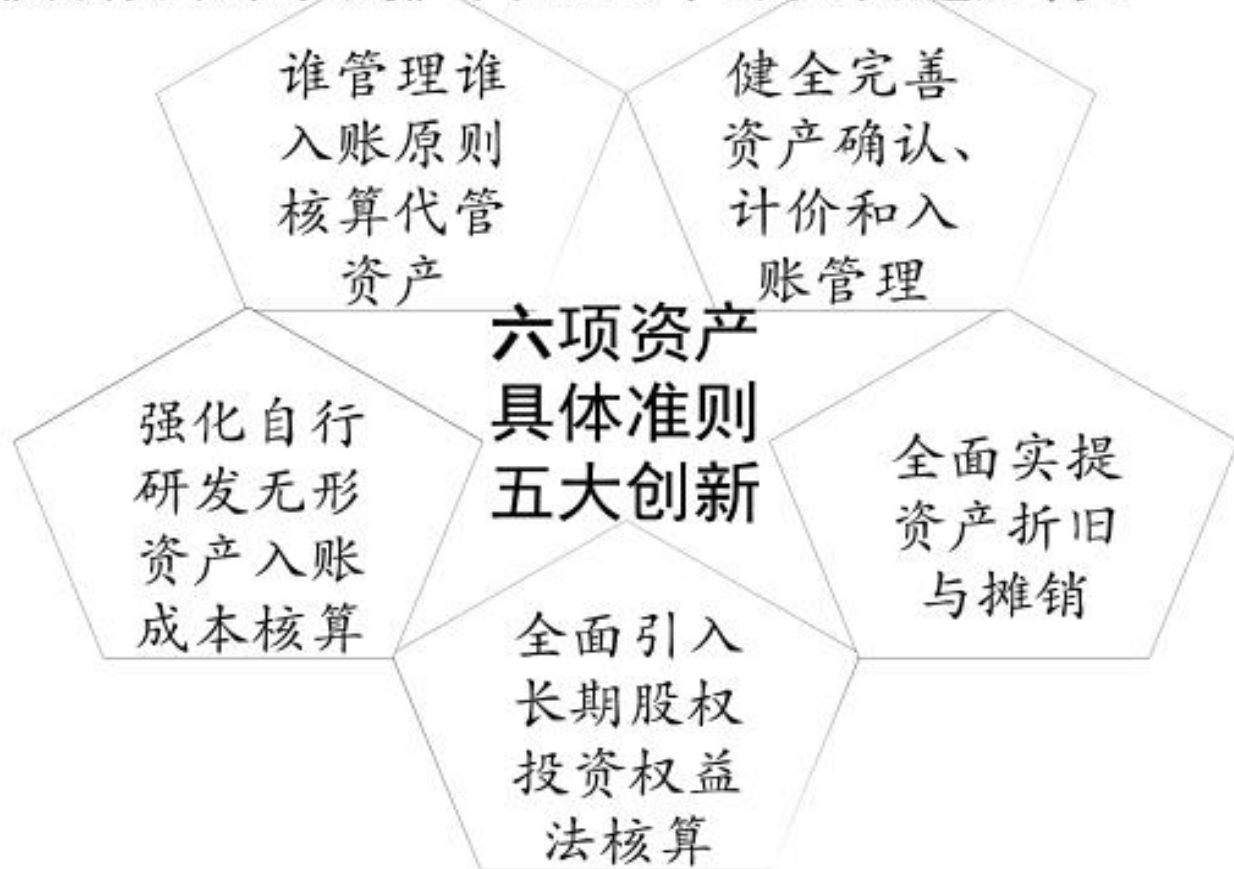 谁管理谁
入账原则
核算代管
资产
健全完善
资产确认、
计价和入
账管理
六项资产
具体准则
五大创新
强化自行
研发无形
资产入账
成本核算
全面实提
资产折旧
与摊销
全面引入
长期股权
投资权益
法核算